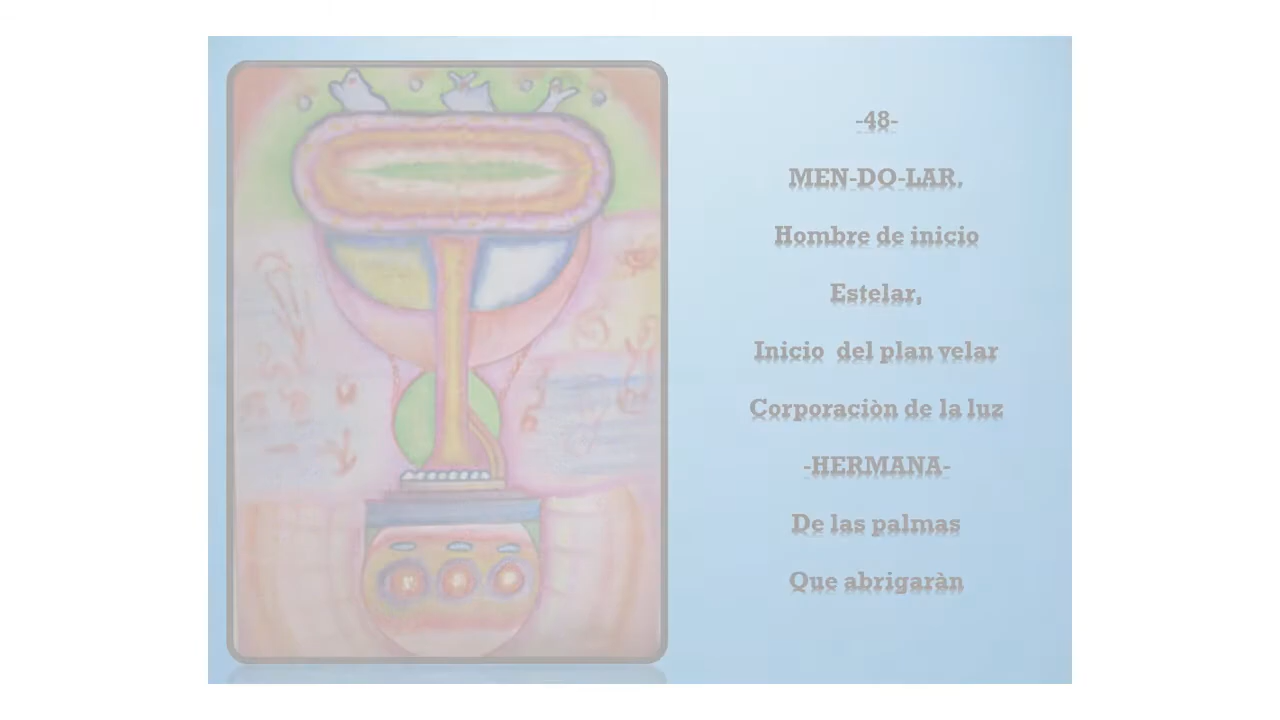 -48-
MEN-DO-LAR.
Hombre de inicio
Estelar,
Inicio  del plan velar
Corporaciòn de la luz
-HERMANA-
De las palmas
Que abrigaràn